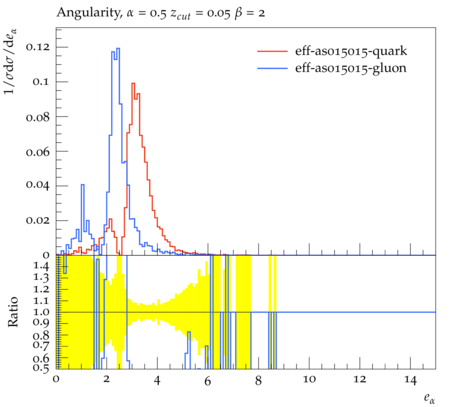 Angularity, α = 0.5 z_cut = 0.05 β = 2
1/σdσ/de_α
eff-as015015-quark
eff-as015015-gluon
0.12
0.1
0.08
0.06
0.04
0.02
0
Ratio
1.4
1.3
1.2
1.1
1.0
0.9
0.8
0.7
0.6
0.5
0 2 4 6 8 10 12 14
e_α